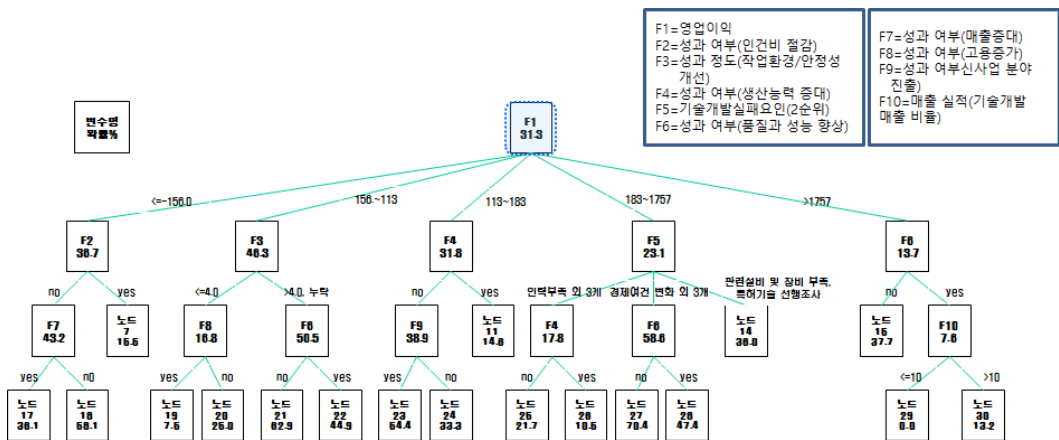 F1=영업이익
F2=성과 여부(인건비 절감)
F3=성과 정도(작업환경/안정성
개선)
F4=성과 여부(생산능력 증대)
F5=기술개발실패요인(2순위)
F6=성과 여부(품질과 성능 향상)
F7=성과 여부(매출증대)
F8=성과 여부(고용증가)
F9=성과 여부신사업 분야
진출)
F10=매출 실적(기술개발
매출 비율)
변수명
확률%
F1
31.3
<=-156.0
156.~113
113~183
183~1757
>1757
F2
36.7
F3
46.3
F4
31.8
F5
23.1
F6
13.7
no
yes
<=4.0
>4.0, 누락
no
yes
인력부족 외 3개
경제여건 변화 외 3개
관련설비 및 장비 부족,
특허기술 선행조사
no
yes
F7
43.2
노드
7
15.5
F8
16.8
F6
50.5
F9
38.9
노드
11
14.6
F4
17.8
F6
58.6
노드
14
36.0
노드
15
37.7
F10
7.6
yes
no
yes
no
no
yes
yes
no
no
yes
no
yes
<=10
>10
노드
17
36.1
노드
18
56.1
노드
19
7.5
노드
20
25.0
노드
21
62.9
노드
22
44.9
노드
23
54.4
노드
24
33.3
노드
25
21.7
노드
26
10.5
노드
27
70.4
노드
28
47.4
노드
29
0.0
노드
30
13.2